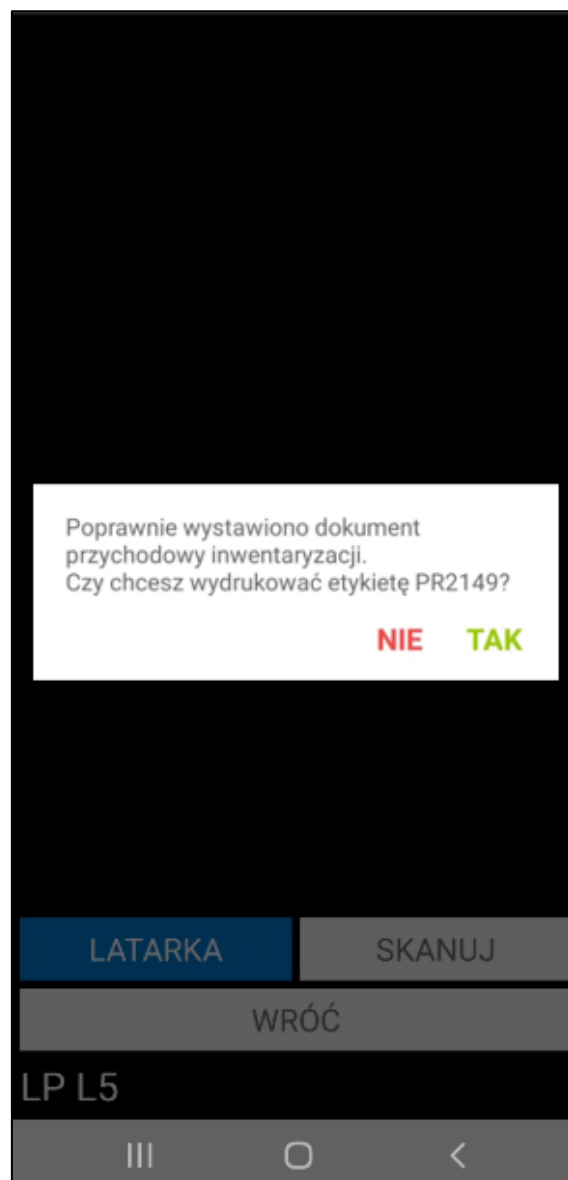 Poprawnie wystawiono dokument
przychodowy inwentaryzacji.
Czy chcesz wydrukować etykietę PR2149?
NIE TAK
LATARKA SKANUJ
WRÓĆ
LP L5